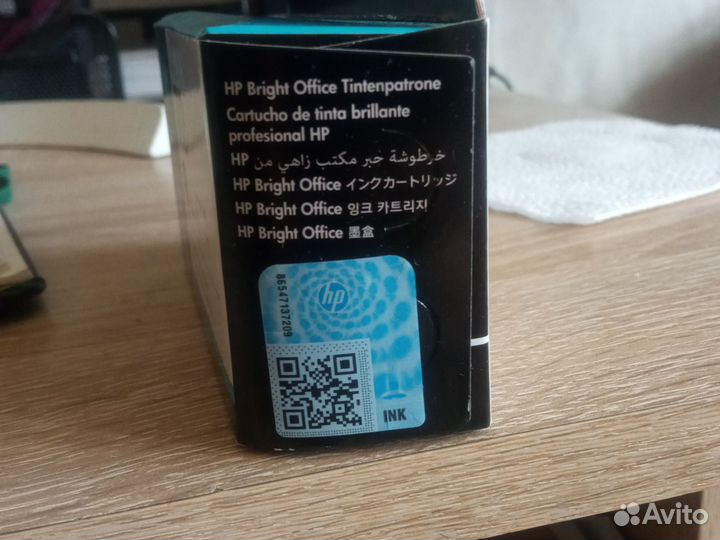 HP Bright Office Tintenpatrone
Cartucho de tinta brillante
profesional HP
خرطوشة حبر مكتب زاهي من HP
HP Bright Office インクカートリッジ
HP Bright Office 잉크 카트리지
HP Bright Office 墨盒
86547137209
hp
INK
Avito